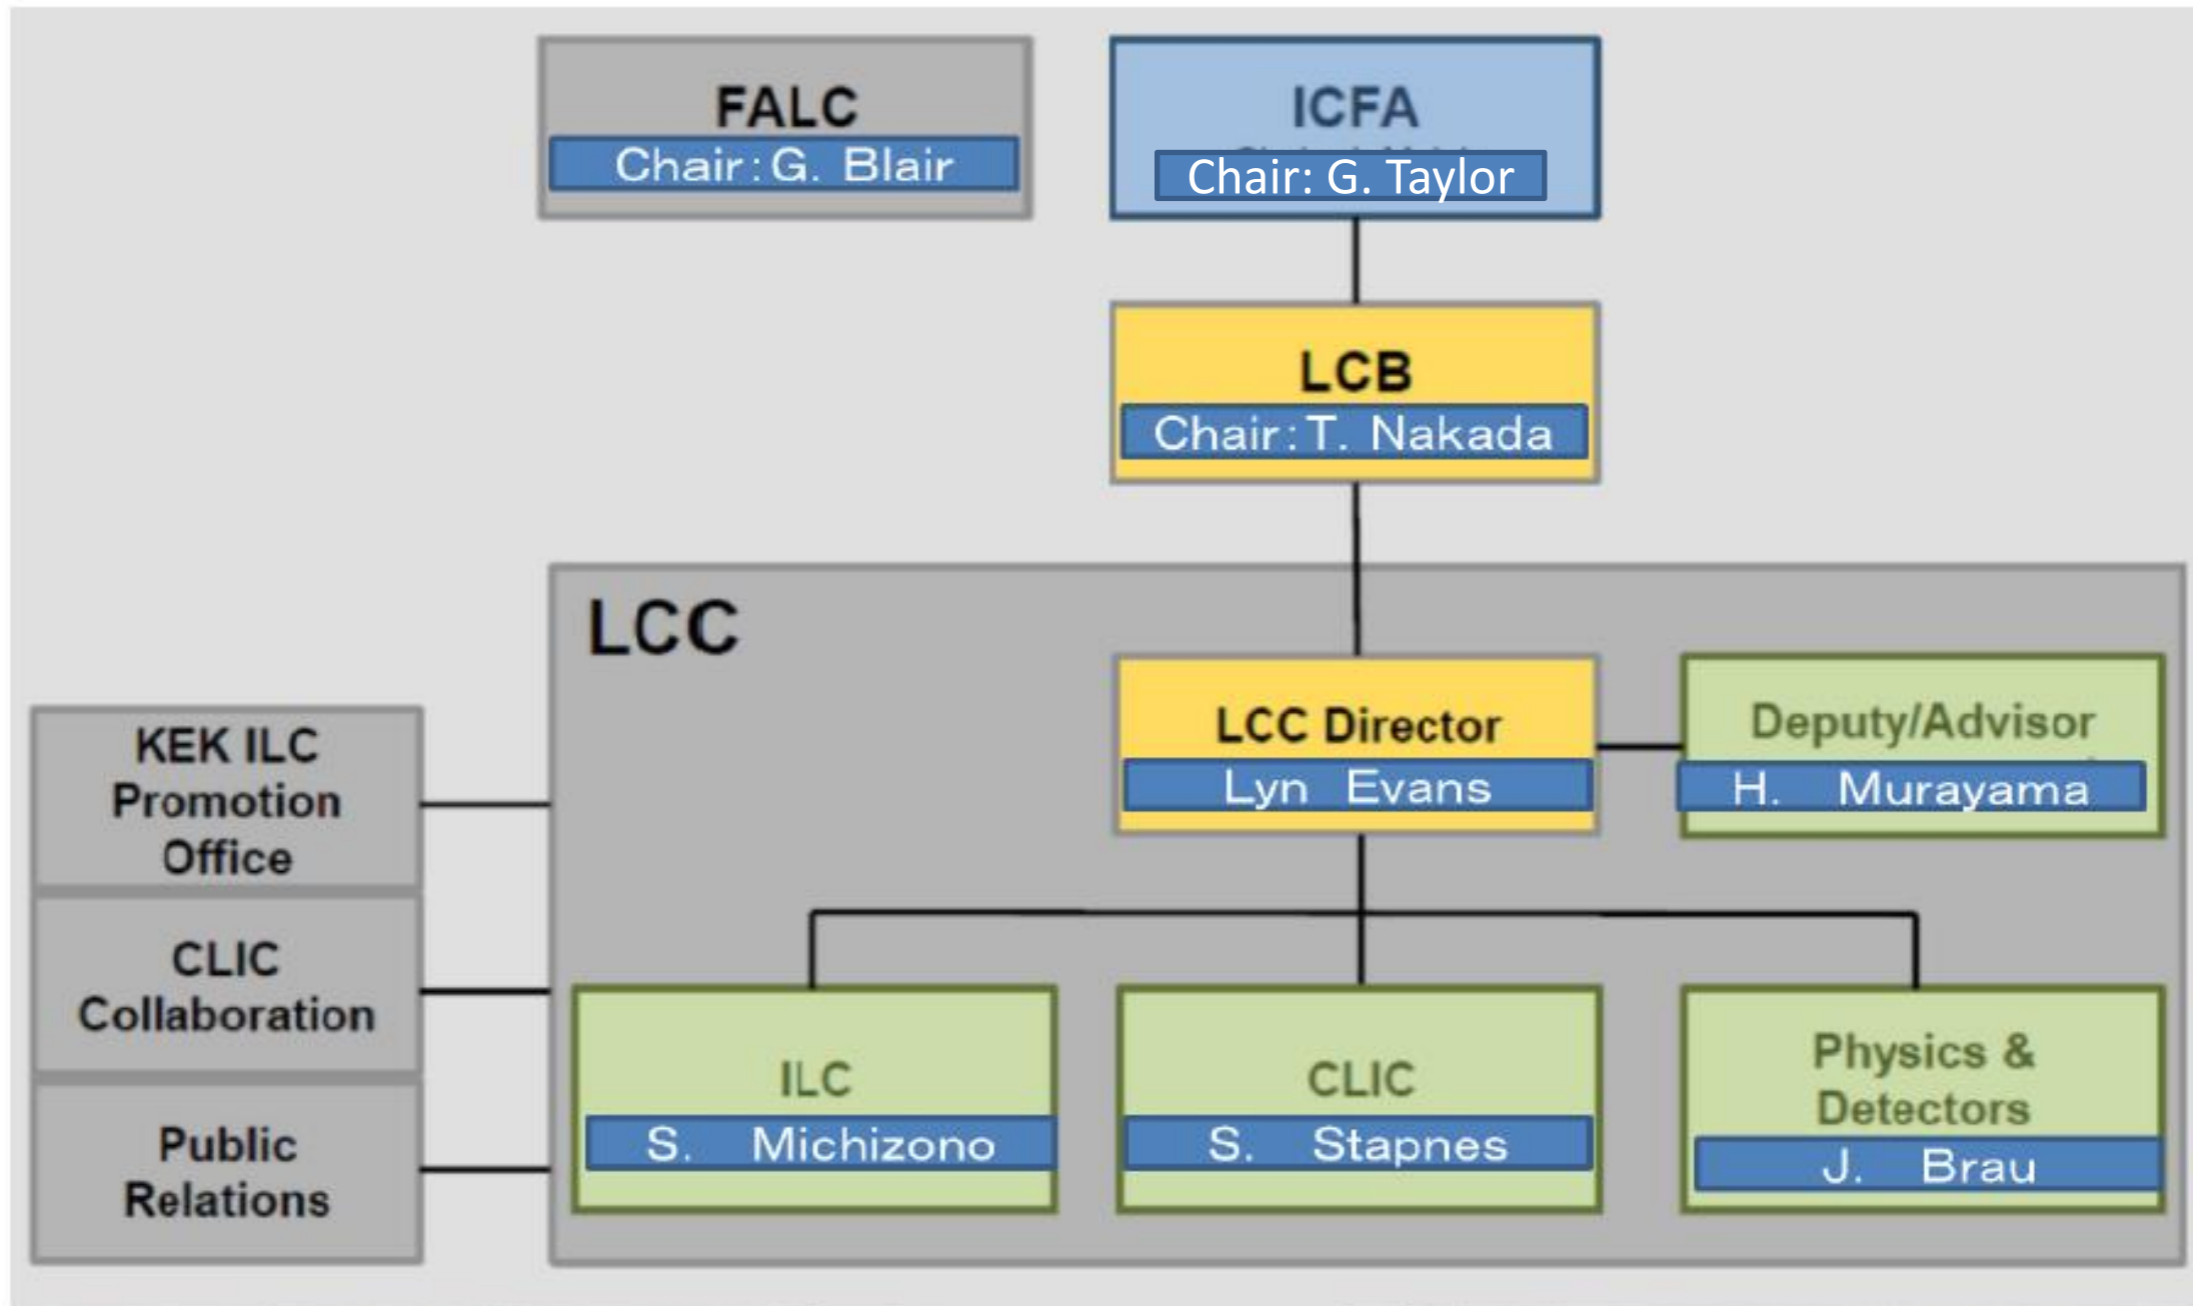 FALC
Chair:G. Blair
ICFA
Chair: G. Taylor
LCB
Chair:T. Nakada
LCC
LCC Director
Lyn Evans
Deputy/Advisor
H. Murayama
KEK ILC
Promotion
Office
CLIC
Collaboration
Public
Relations
ILC
S. Michizono
CLIC
S. Stapnes
Physics &
Detectors
J. Brau